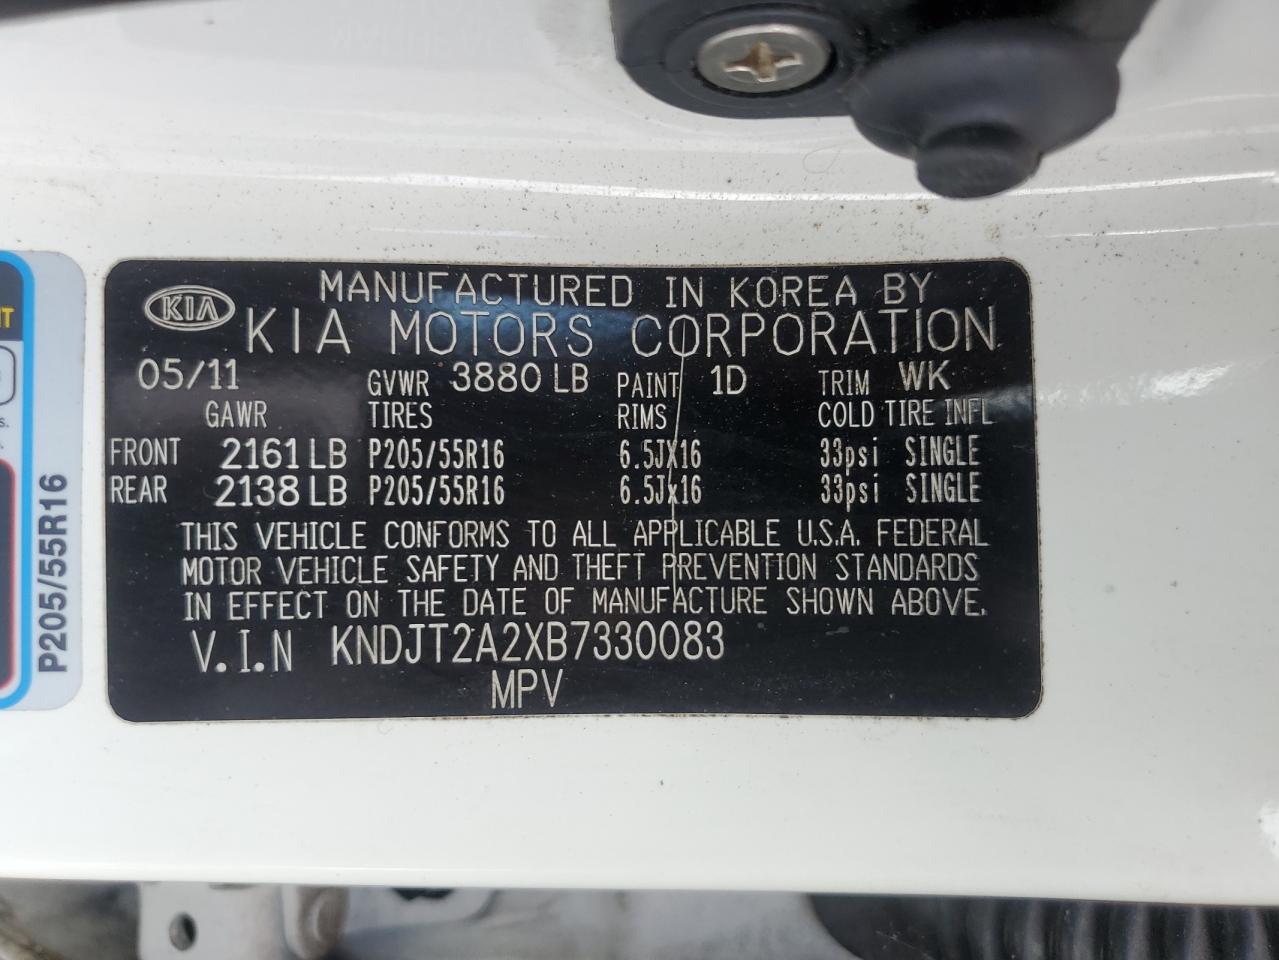 MANUFACTURED IN KOREA BY
KIA
KIA MOTORS CORPORATION
05/11 GVWR 3880 LB PAINT 1D TRIM WK
GAWR TIRES RIMS COLD TIRE INFL
FRONT 2161 LB P205/55R16 6.5JX16 33psi SINGLE
REAR 2138 LB P205/55R16 6.5Jx16 33psi SINGLE
THIS VEHICLE CONFORMS TO ALL APPLICABLE U.S.A. FEDERAL
MOTOR VEHICLE SAFETY AND THEFT PREVENTION STANDARDS
IN EFFECT ON THE DATE OF MANUFACTURE SHOWN ABOVE.
V.I.N KNDJT2A2XB7330083
MPV
P205/55R16